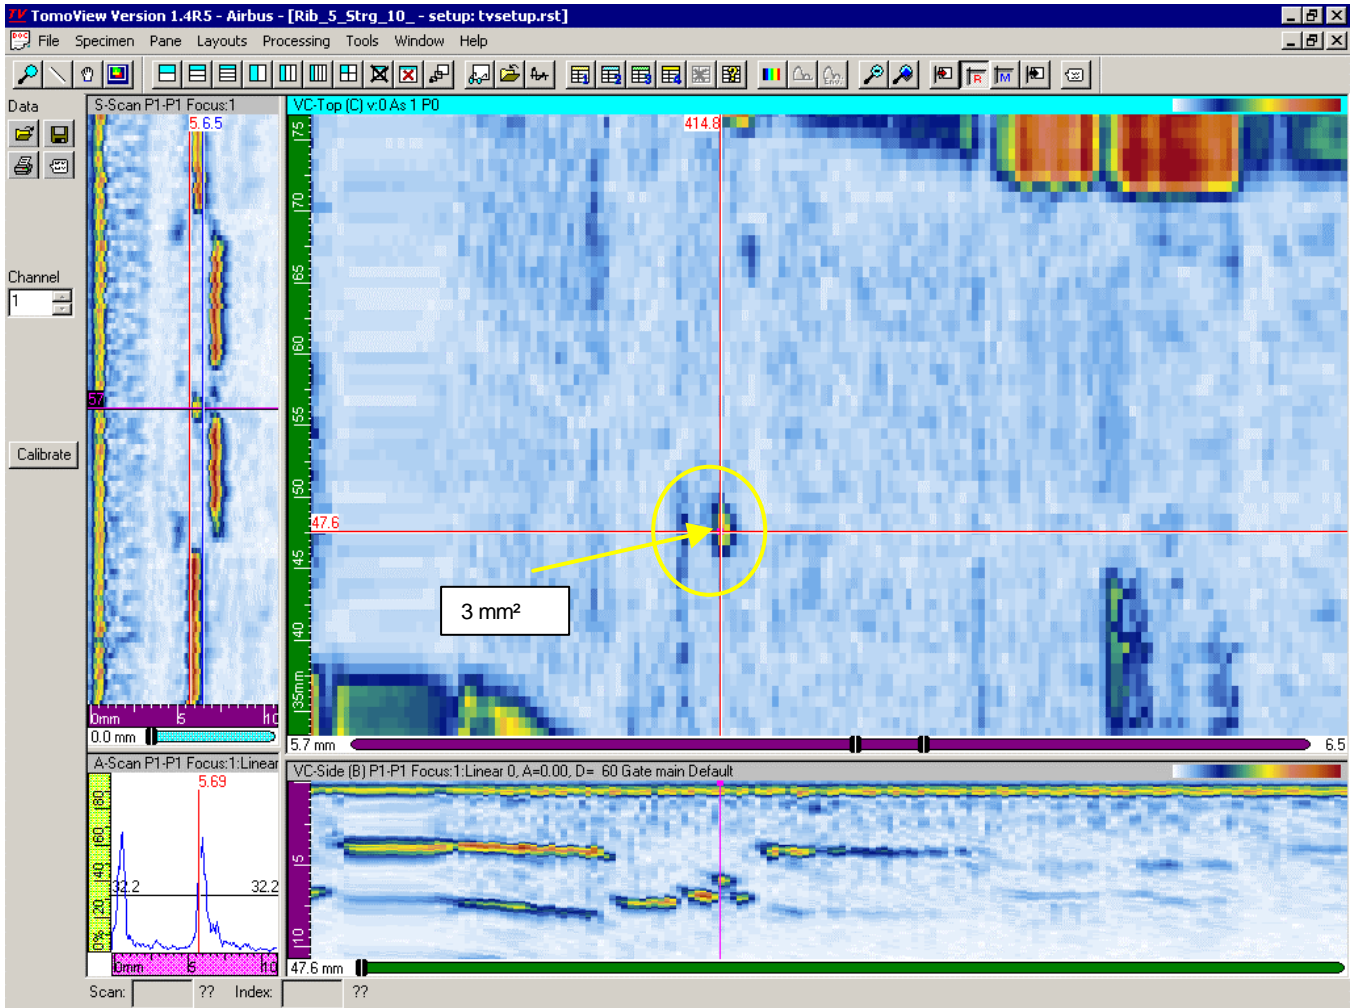 TV TomoView Version 1.4R5 - Airbus - [Rib_5_Strg_10_ - setup: tvsetup.rst]
File Specimen Pane Layouts Processing Tools Window Help
Data
Channel
1
Calibrate
S-Scan P1-P1 Focus:1
5. 6.5
57
0mm 5 10
0.0 mm
VC-Top (C) v:0 As 1 P0
414.8
75
70
65
60
55
50
45
40
35mm
47.6
3 mm²
5.7 mm 6.5
A-Scan P1-P1 Focus:1:Linear
5.69
80
60
40
20
0%
32.2 32.2
0mm 5 10
VC-Side (B) P1-P1 Focus:1:Linear 0, A=0.00, D= 60 Gate main Default
5
10
47.6 mm
Scan: ?? Index: ??